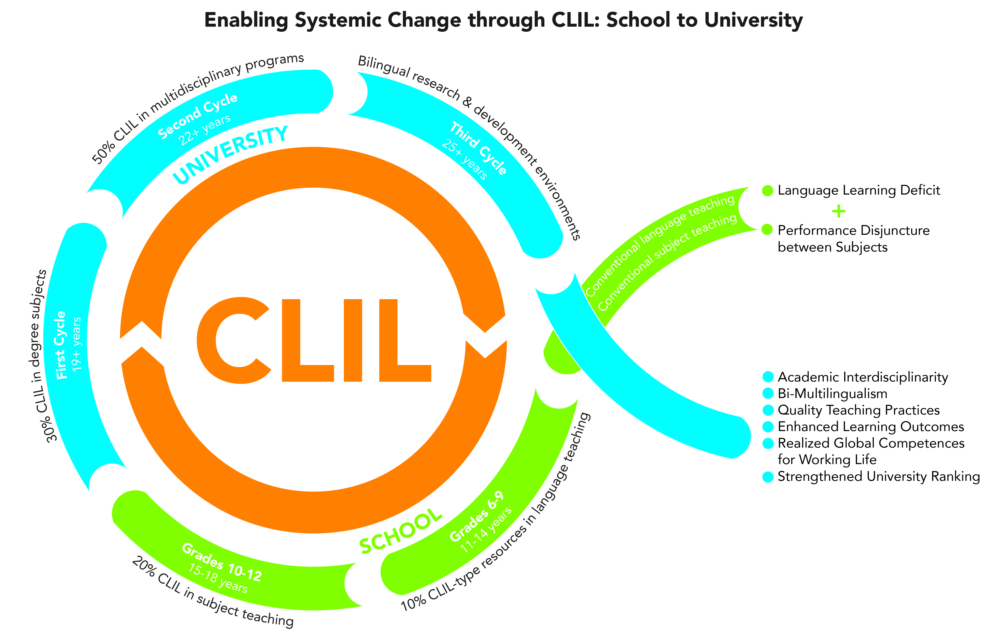 Enabling Systemic Change through CLIL: School to University
50% CLIL in multidisciplinary programs
Second Cycle
22+ years
UNIVERSITY
Bilingual research & development environments
Third Cycle
25+ years
Conventional language teaching
Conventional subject teaching
Language Learning Deficit
+
Performance Disjuncture
between Subjects
30% CLIL in degree subjects
First Cycle
19+ years
CLIL
Academic Interdisciplinarity
Bi-Multilingualism
Quality Teaching Practices
Enhanced Learning Outcomes
Realized Global Competences
for Working Life
Strengthened University Ranking
SCHOOL
Grades 6-9
11-14 years
10% CLIL-type resources in language teaching
Grades 10-12
15-18 years
20% CLIL in subject teaching